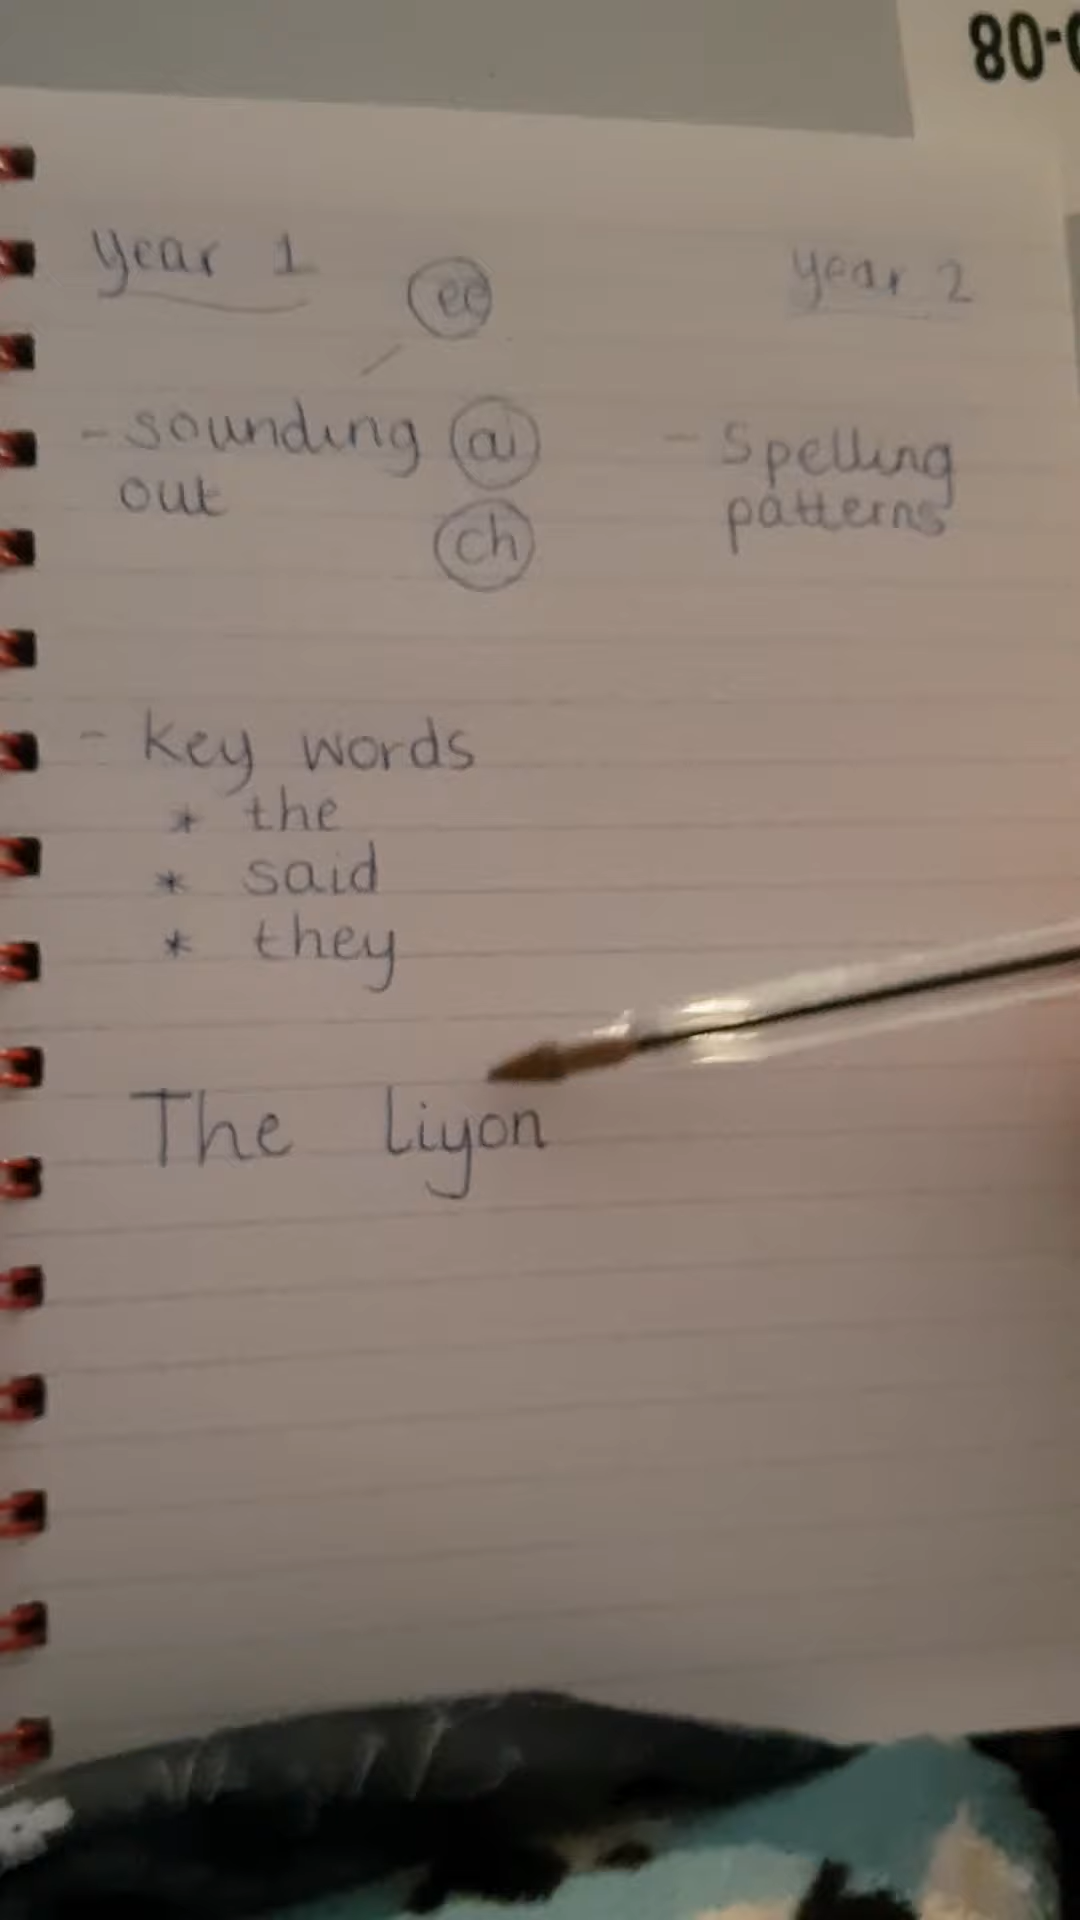 80-0
Year 1
ee
year 2
- sounding ai
out
ch
- Spelling
patterns
- key words
* the
* said
* they
The Liyon